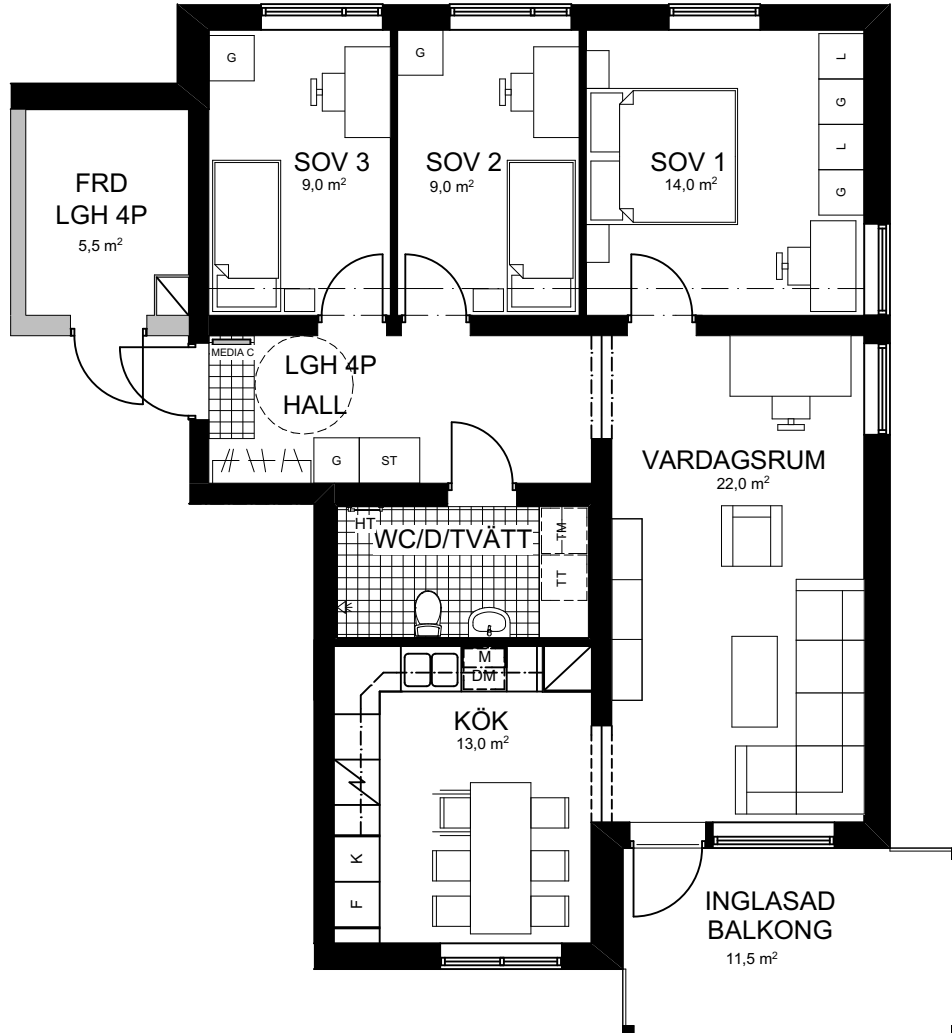 G
G
L
G
L
G
SOV 3
9,0 m²
SOV 2
9,0 m²
SOV 1
14,0 m²
FRD
LGH 4P
5,5 m²
MEDIA C
LGH 4P
HALL
G
ST
VARDAGSRUM
22,0 m²
HT
WC/D/TVÄTT
TM
TT
M
DM
KÖK
13,0 m²
K
F
INGLASAD
BALKONG
11,5 m²